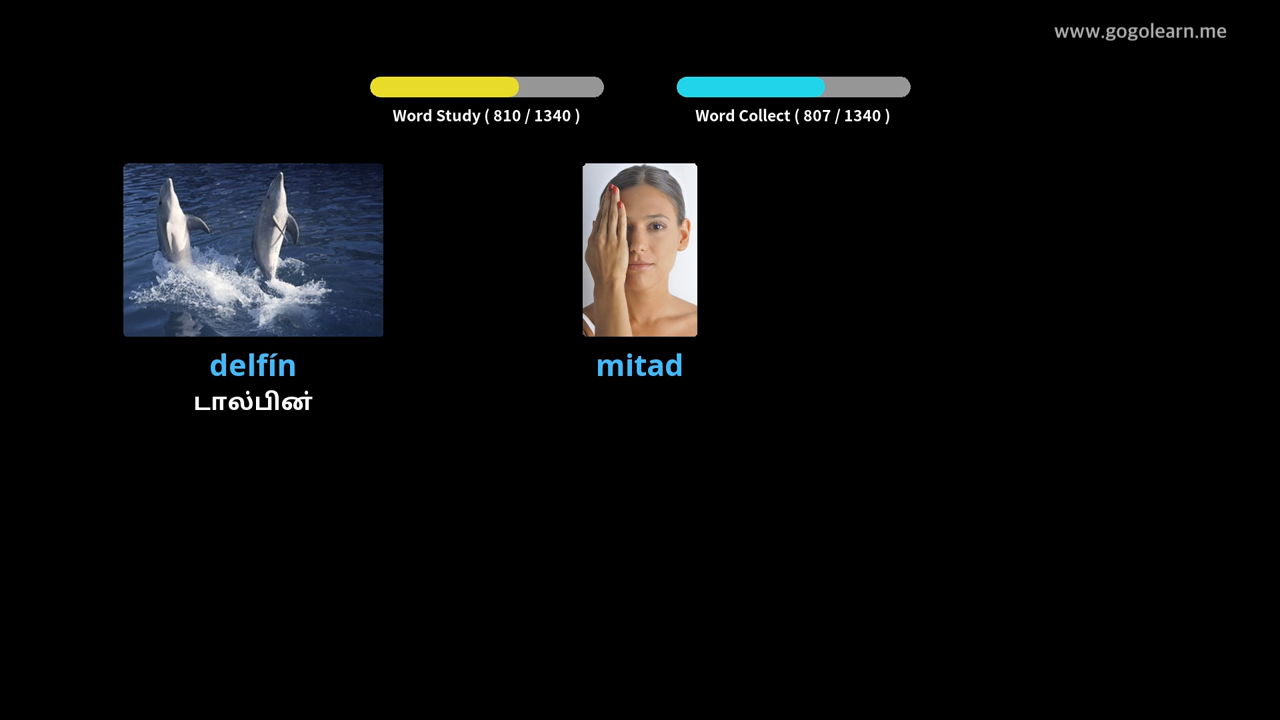 www.gogolearn.me
Word Study ( 810 / 1340 )
Word Collect ( 807 / 1340 )
delfín
டால்பின்
mitad